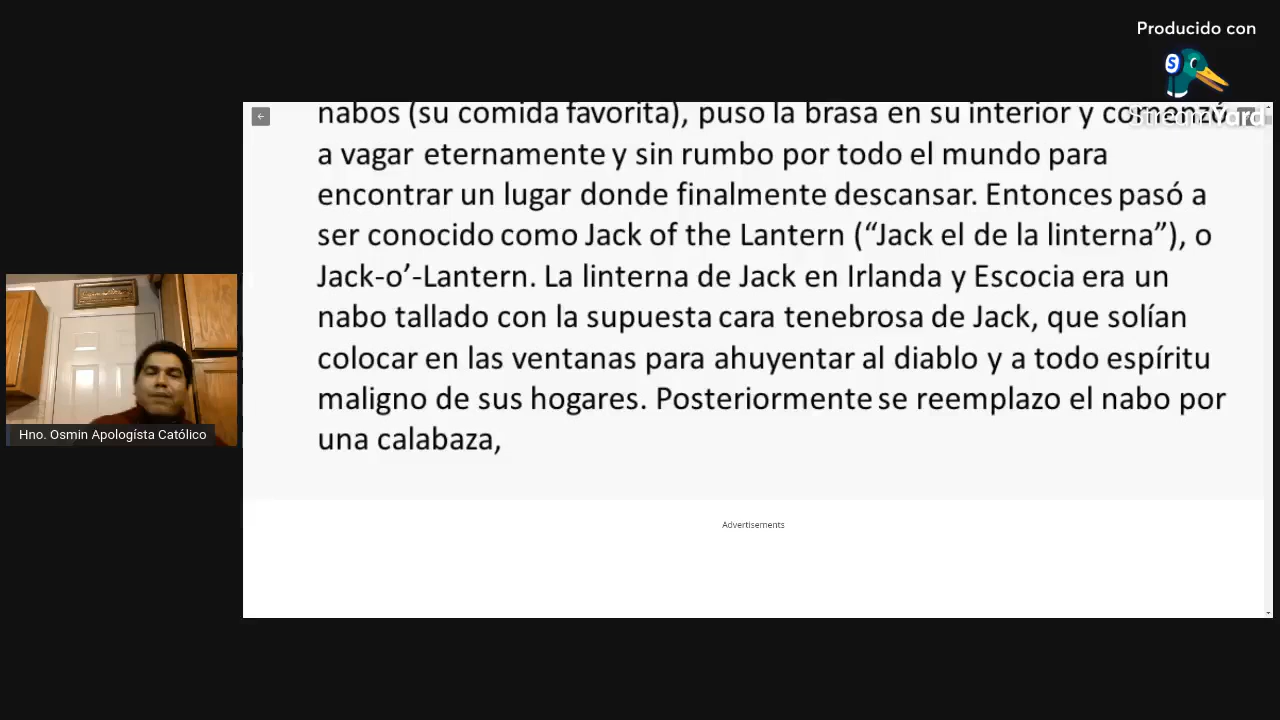 Producido con
StreamYard
nabos (su comida favorita), puso la brasa en su interior y comenzó
a vagar eternamente y sin rumbo por todo el mundo para
encontrar un lugar donde finalmente descansar. Entonces pasó a
ser conocido como Jack of the Lantern (“Jack el de la linterna”), o
Jack-o’-Lantern. La linterna de Jack en Irlanda y Escocia era un
nabo tallado con la supuesta cara tenebrosa de Jack, que solían
colocar en las ventanas para ahuyentar al diablo y a todo espíritu
maligno de sus hogares. Posteriormente se reemplazo el nabo por
una calabaza,
Hno. Osmin Apologísta Católico
Advertisements